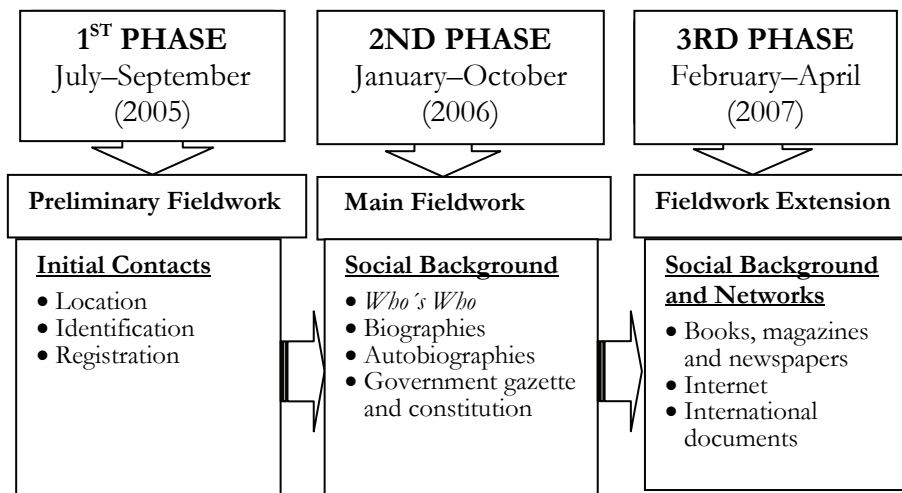 1ST PHASE
July–September
(2005)
2ND PHASE
January–October
(2006)
3RD PHASE
February–April
(2007)
Preliminary Fieldwork
Main Fieldwork
Fieldwork Extension
Initial Contacts
• Location
• Identification
• Registration
Social Background
• Who´s Who
• Biographies
• Autobiographies
• Government gazette
and constitution
Social Background
and Networks
• Books, magazines
and newspapers
• Internet
• International
documents